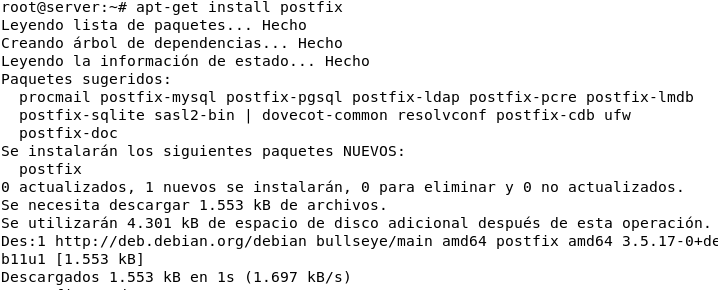 root@server:~# apt-get install postfix
Leyendo lista de paquetes... Hecho
Creando árbol de dependencias... Hecho
Leyendo la información de estado... Hecho
Paquetes sugeridos:
  procmail postfix-mysql postfix-pgsql postfix-ldap postfix-pcre postfix-lmdb
  postfix-sqlite sasl2-bin | dovecot-common resolvconf postfix-cdb ufw
  postfix-doc
Se instalarán los siguientes paquetes NUEVOS:
  postfix
0 actualizados, 1 nuevos se instalarán, 0 para eliminar y 0 no actualizados.
Se necesita descargar 1.553 kB de archivos.
Se utilizarán 4.301 kB de espacio de disco adicional después de esta operación.
Des:1 http://deb.debian.org/debian bullseye/main amd64 postfix amd64 3.5.17-0+de
b11u1 [1.553 kB]
Descargados 1.553 kB en 1s (1.697 kB/s)